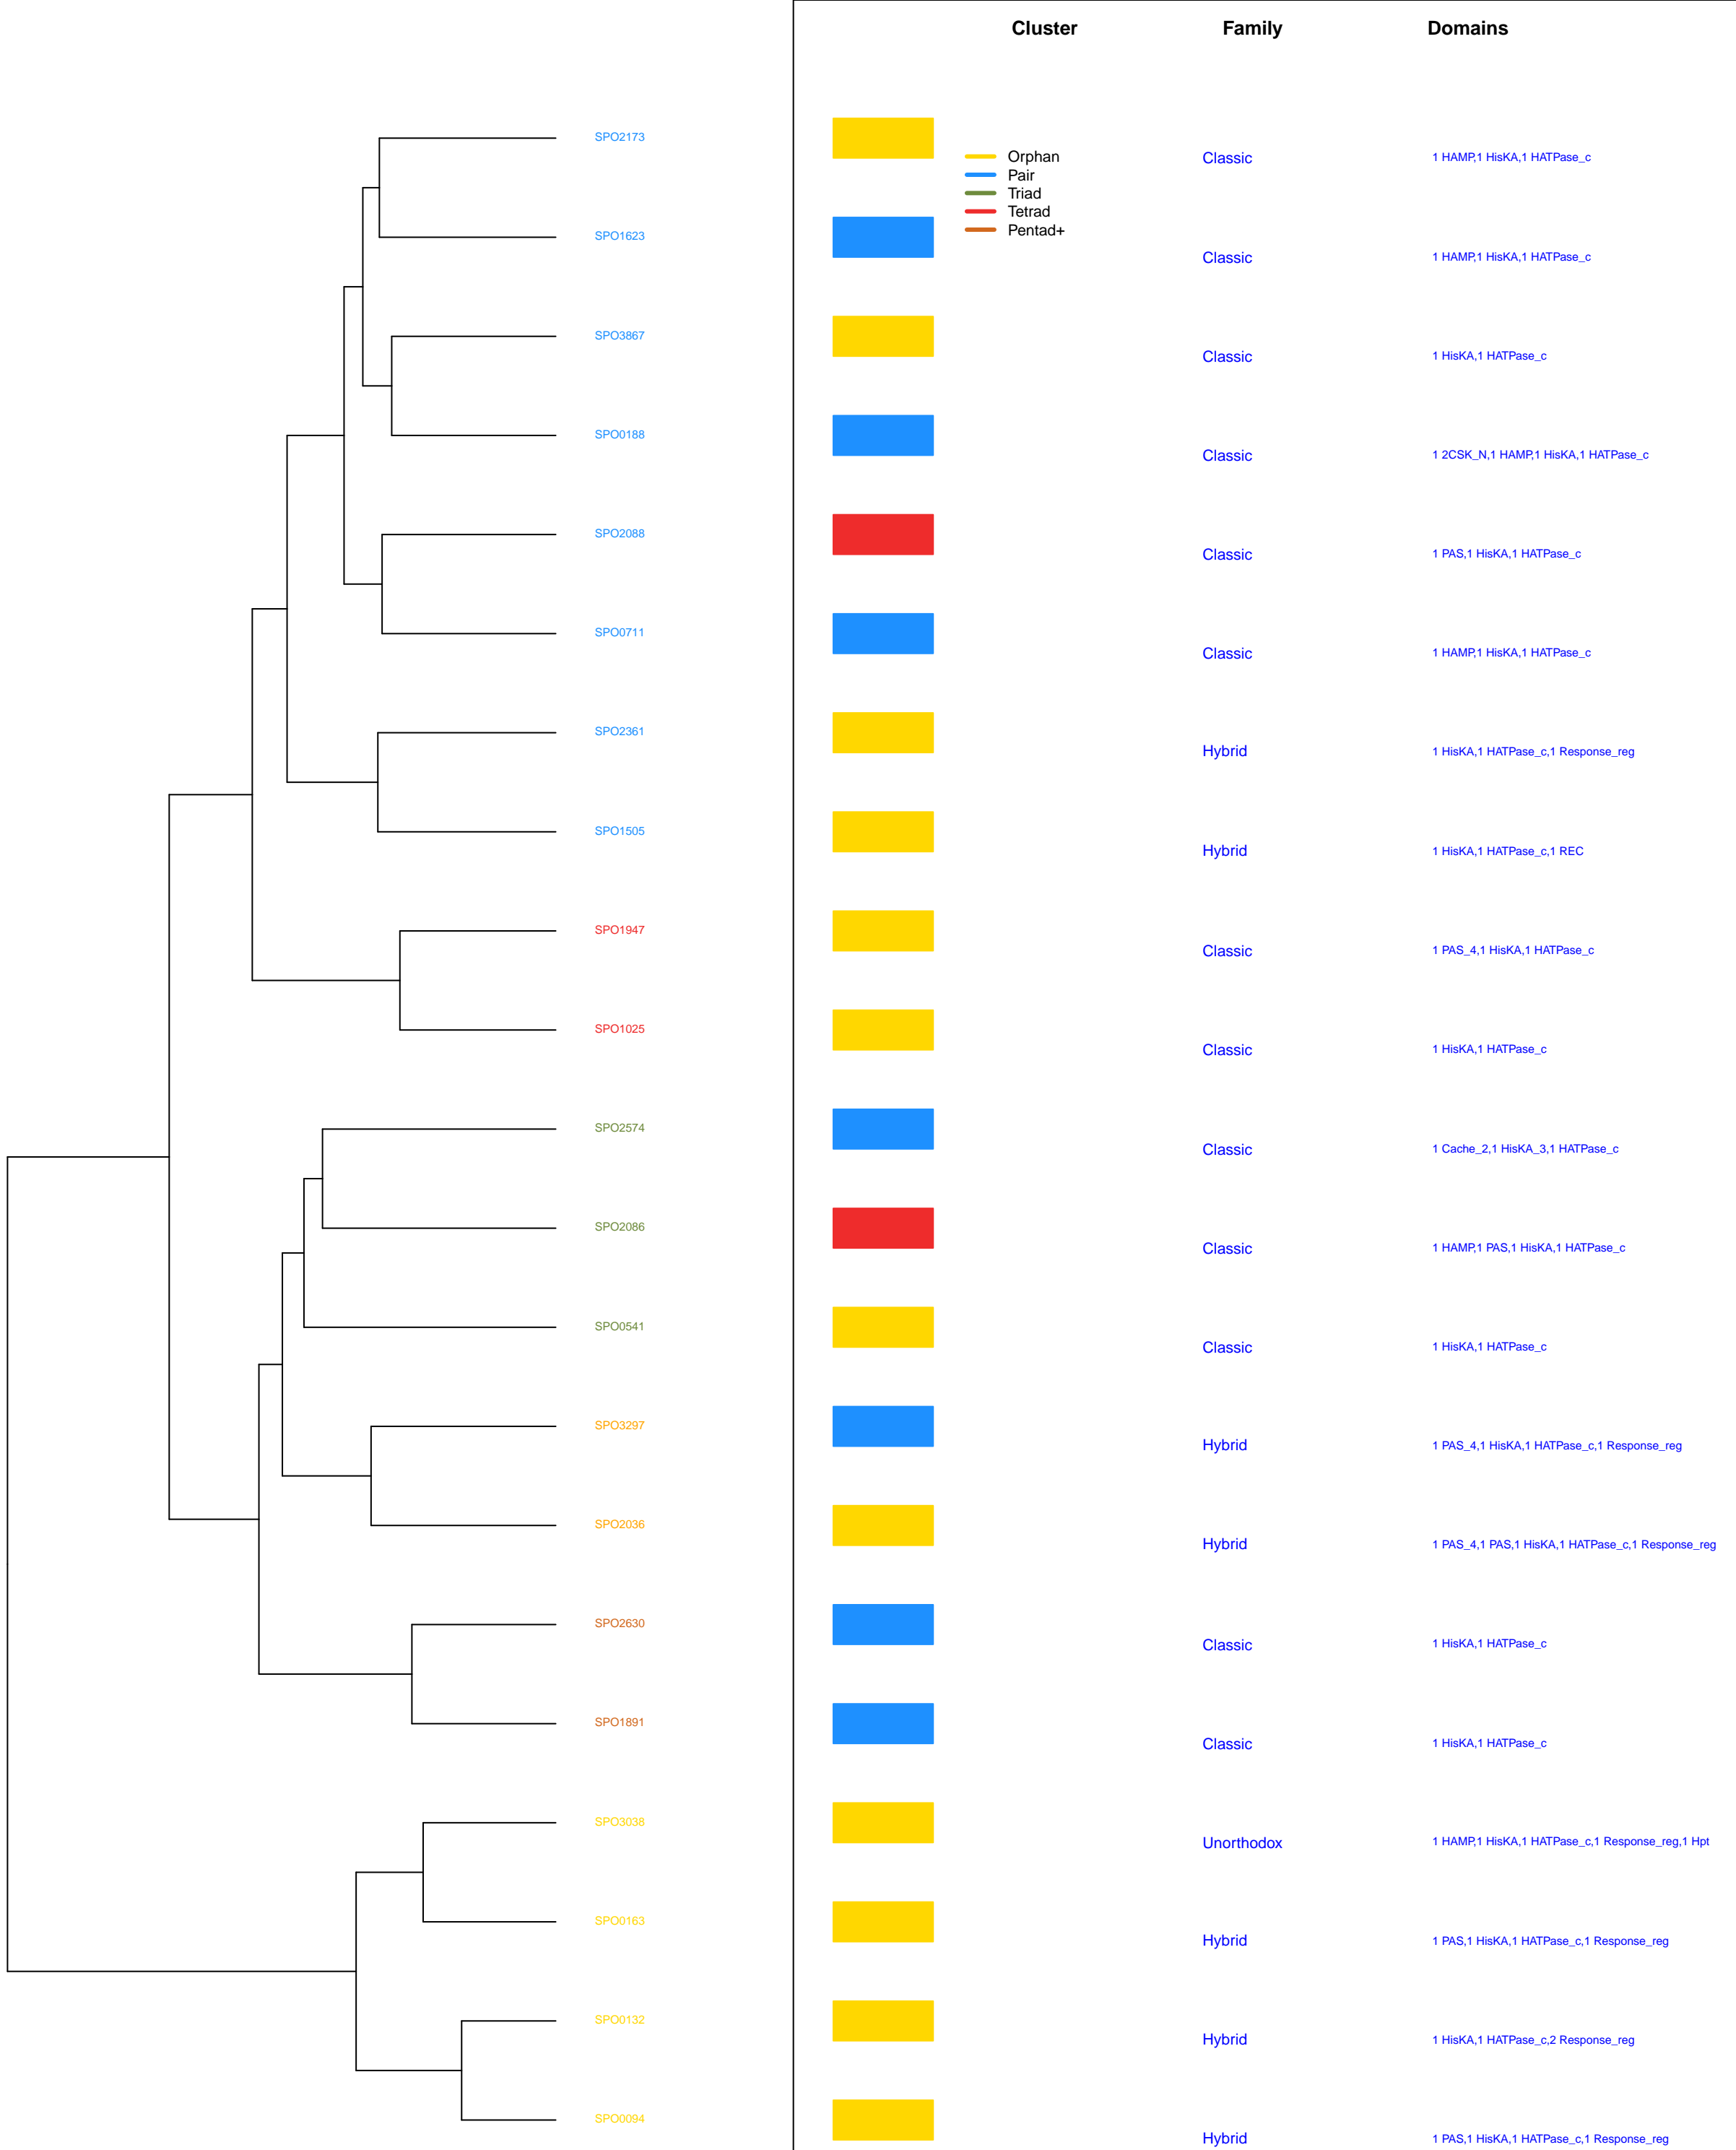 Cluster Family Domains
SPO2173
Orphan
Classic 1 HAMP,1 HisKA,1 HATPase_c
Pair
Triad
Tetrad
Pentad+
SPO1623
Classic 1 HAMP,1 HisKA,1 HATPase_c
SPO3867
Classic 1 HisKA,1 HATPase_c
SPO0188
Classic 1 2CSK_N,1 HAMP,1 HisKA,1 HATPase_c
SPO2088
Classic 1 PAS,1 HisKA,1 HATPase_c
SPO0711
Classic 1 HAMP,1 HisKA,1 HATPase_c
SPO2361
Hybrid 1 HisKA,1 HATPase_c,1 Response_reg
SPO1505
Hybrid 1 HisKA,1 HATPase_c,1 REC
SPO1947
Classic 1 PAS_4,1 HisKA,1 HATPase_c
SPO1025
Classic 1 HisKA,1 HATPase_c
SPO2574
Classic 1 Cache_2,1 HisKA_3,1 HATPase_c
SPO2086
Classic 1 HAMP,1 PAS,1 HisKA,1 HATPase_c
SPO0541
Classic 1 HisKA,1 HATPase_c
SPO3297
Hybrid 1 PAS_4,1 HisKA,1 HATPase_c,1 Response_reg
SPO2036
Hybrid 1 PAS_4,1 PAS,1 HisKA,1 HATPase_c,1 Response_reg
SPO2630
Classic 1 HisKA,1 HATPase_c
SPO1891
Classic 1 HisKA,1 HATPase_c
SPO3038
Unorthodox 1 HAMP,1 HisKA,1 HATPase_c,1 Response_reg,1 Hpt
SPO0163
Hybrid 1 PAS,1 HisKA,1 HATPase_c,1 Response_reg
SPO0132
Hybrid 1 HisKA,1 HATPase_c,2 Response_reg
SPO0094
Hybrid 1 PAS,1 HisKA,1 HATPase_c,1 Response_reg